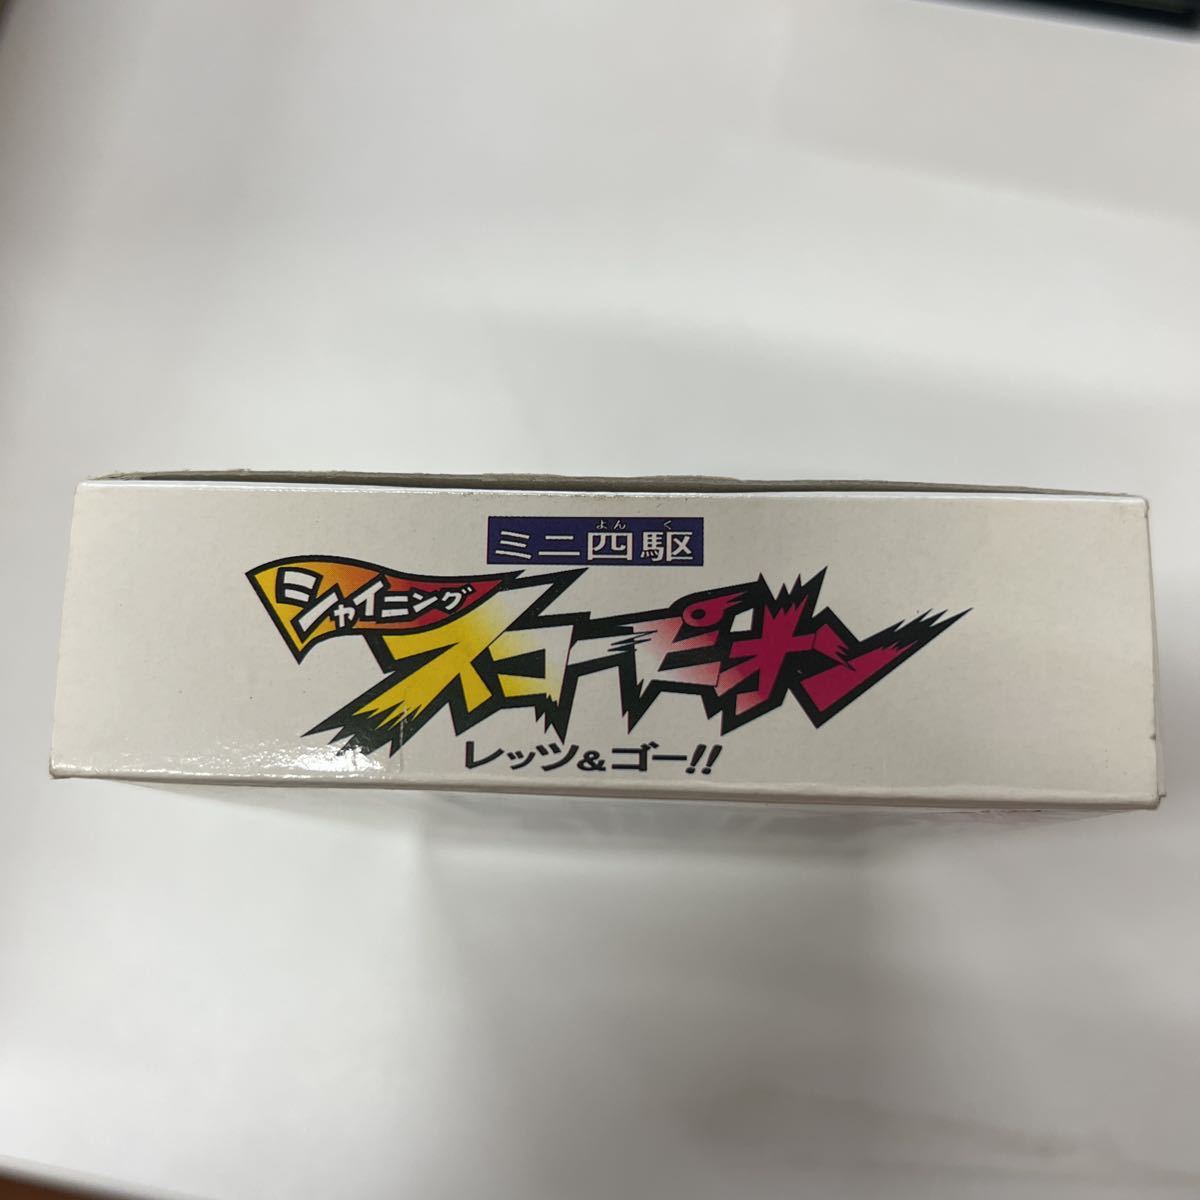 よんく
ミニ四駆
シャイニング
スコーピオン
レッツ&ゴー!!